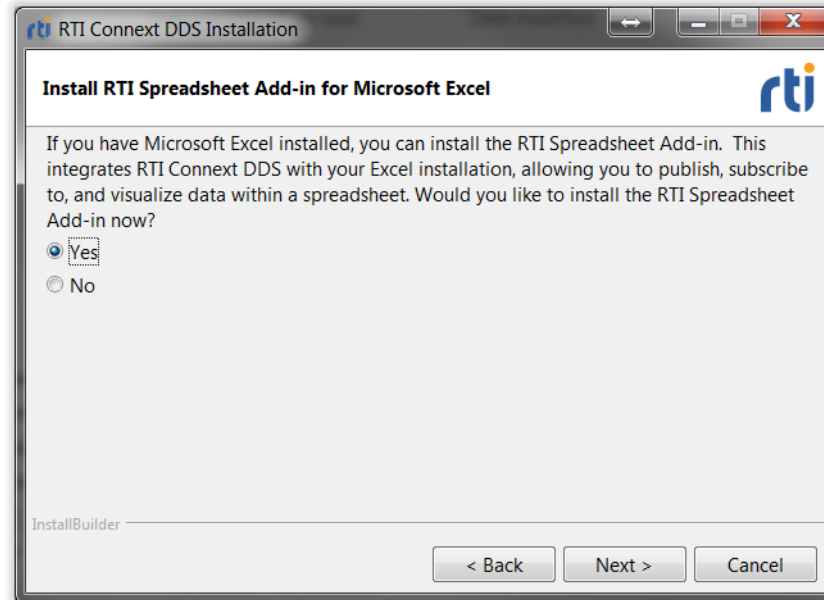 RTI Connext DDS Installation
Install RTI Spreadsheet Add-in for Microsoft Excel
rti
If you have Microsoft Excel installed, you can install the RTI Spreadsheet Add-in. This
integrates RTI Connext DDS with your Excel installation, allowing you to publish, subscribe
to, and visualize data within a spreadsheet. Would you like to install the RTI Spreadsheet
Add-in now?
Yes
No
InstallBuilder
< Back Next > Cancel